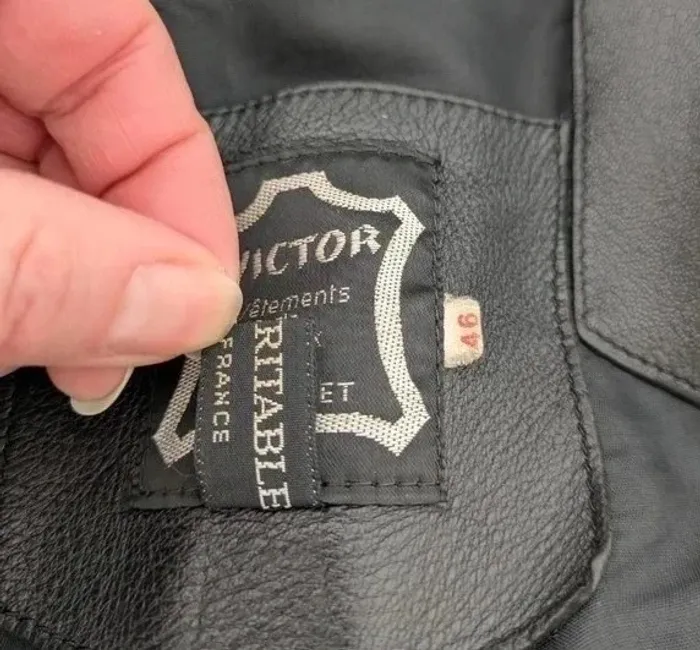 VICTOR
Vêtements
ET
RITABLE
FRANCE
46